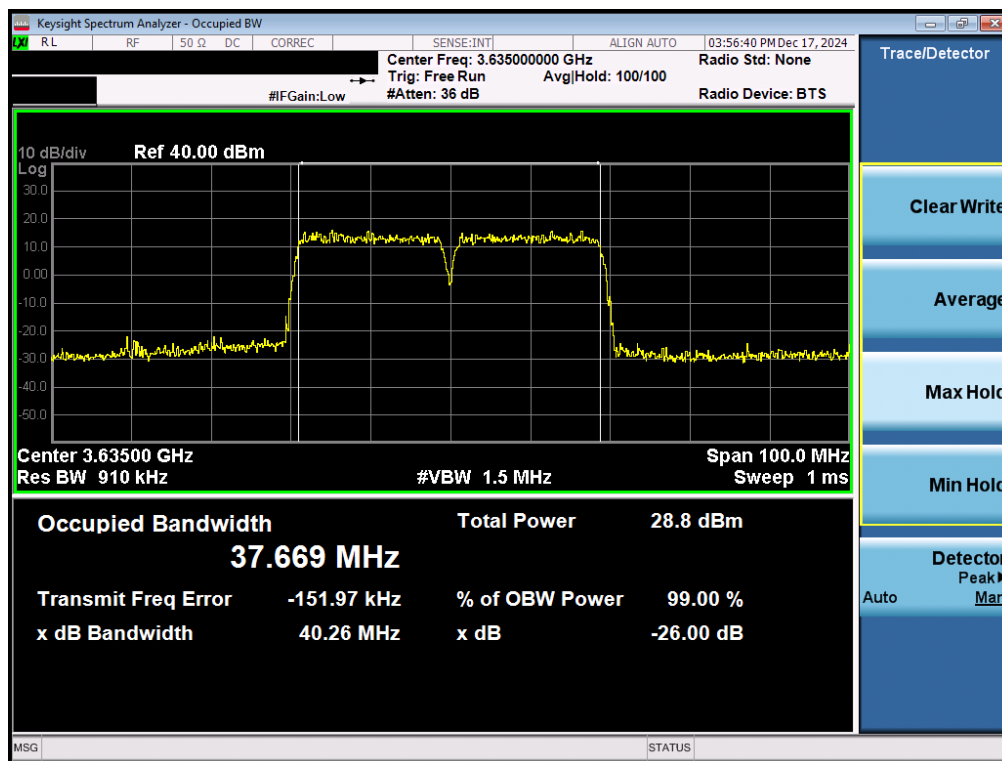 Keysight Spectrum Analyzer - Occupied BW
LXI RL RF 50 Ω DC CORREC SENSE:INT ALIGN AUTO 03:56:40 PM Dec 17, 2024
Center Freq: 3.635000000 GHz Radio Std: None
Trig: Free Run Avg|Hold: 100/100
#IFGain:Low #Atten: 36 dB Radio Device: BTS
Trace/Detector
10 dB/div Ref 40.00 dBm
Log
30.0
20.0
10.0
0.00
-10.0
-20.0
-30.0
-40.0
-50.0
Center 3.63500 GHz Span 100.0 MHz
Res BW 910 kHz #VBW 1.5 MHz Sweep 1 ms
Occupied Bandwidth Total Power 28.8 dBm
37.669 MHz
Transmit Freq Error -151.97 kHz % of OBW Power 99.00 %
x dB Bandwidth 40.26 MHz x dB -26.00 dB
Clear Write
Average
Max Hold
Min Hold
Detector
Peak▶
Auto Man
MSG STATUS